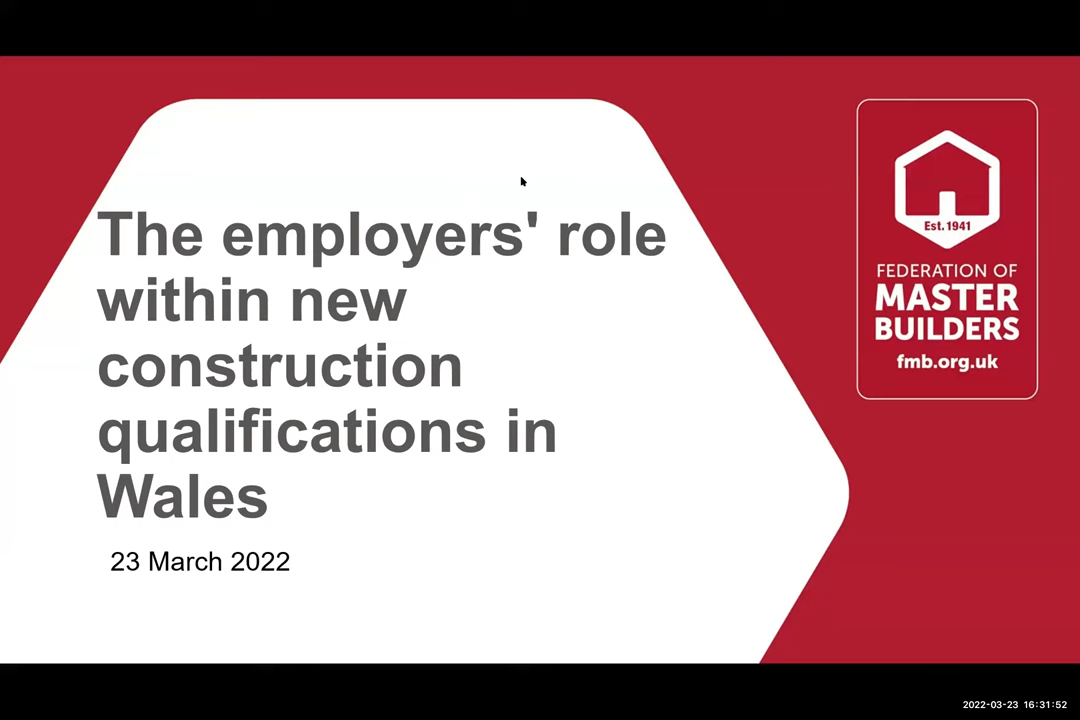 The employers' role
within new
construction
qualifications in
Wales
23 March 2022
Est. 1941
FEDERATION OF
MASTER
BUILDERS
fmb.org.uk
2022-03-23 16:31:52